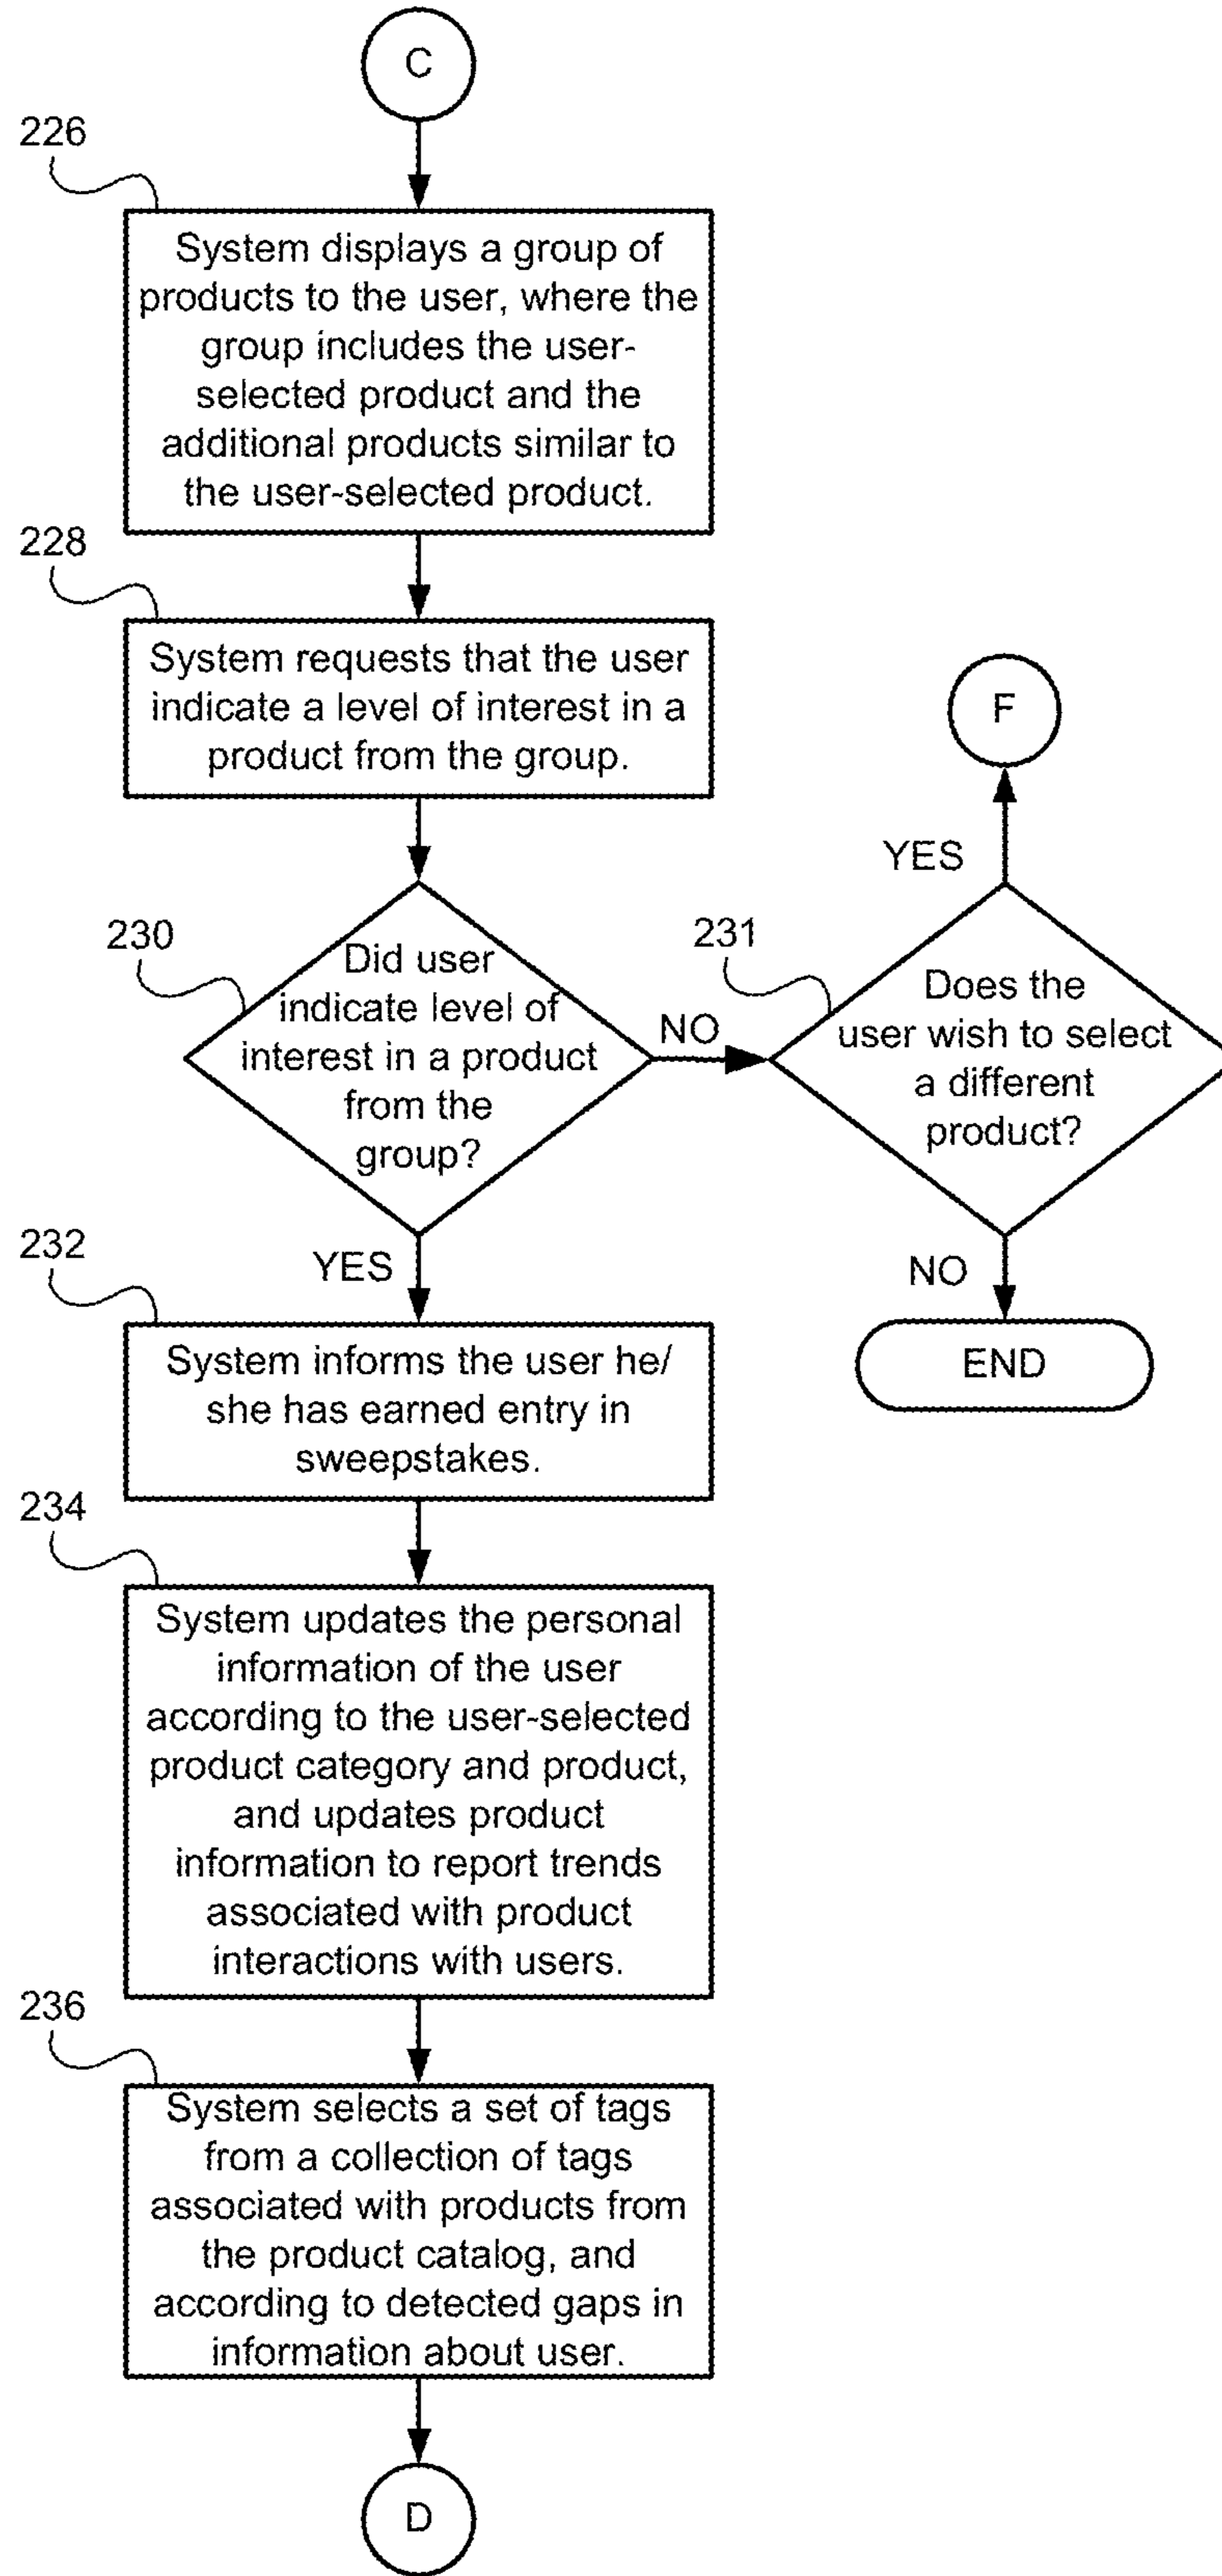 C
226
System displays a group of
products to the user, where the
group includes the user-
selected product and the
additional products similar to
the user-selected product.
228
System requests that the user
indicate a level of interest in a
product from the group.
F
YES
230
Did user
indicate level of
interest in a product
from the
group?
NO
231
Does the
user wish to select
a different
product?
YES
NO
END
232
System informs the user he/
she has earned entry in
sweepstakes.
234
System updates the personal
information of the user
according to the user-selected
product category and product,
and updates product
information to report trends
associated with product
interactions with users.
236
System selects a set of tags
from a collection of tags
associated with products from
the product catalog, and
according to detected gaps in
information about user.
D